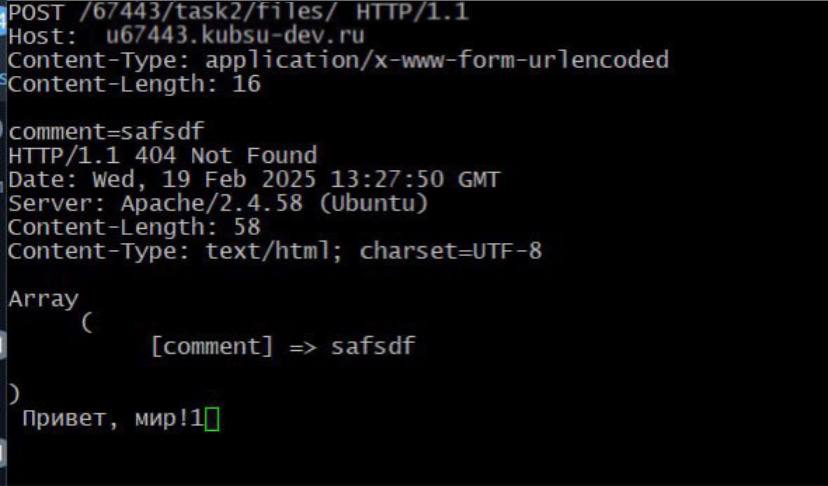 POST /67443/task2/files/ HTTP/1.1
Host:  u67443.kubsu-dev.ru
Content-Type: application/x-www-form-urlencoded
Content-Length: 16

comment=safsdf
HTTP/1.1 404 Not Found
Date: Wed, 19 Feb 2025 13:27:50 GMT
Server: Apache/2.4.58 (Ubuntu)
Content-Length: 58
Content-Type: text/html; charset=UTF-8

Array
(
[comment] => safsdf
)
Привет, мир!1